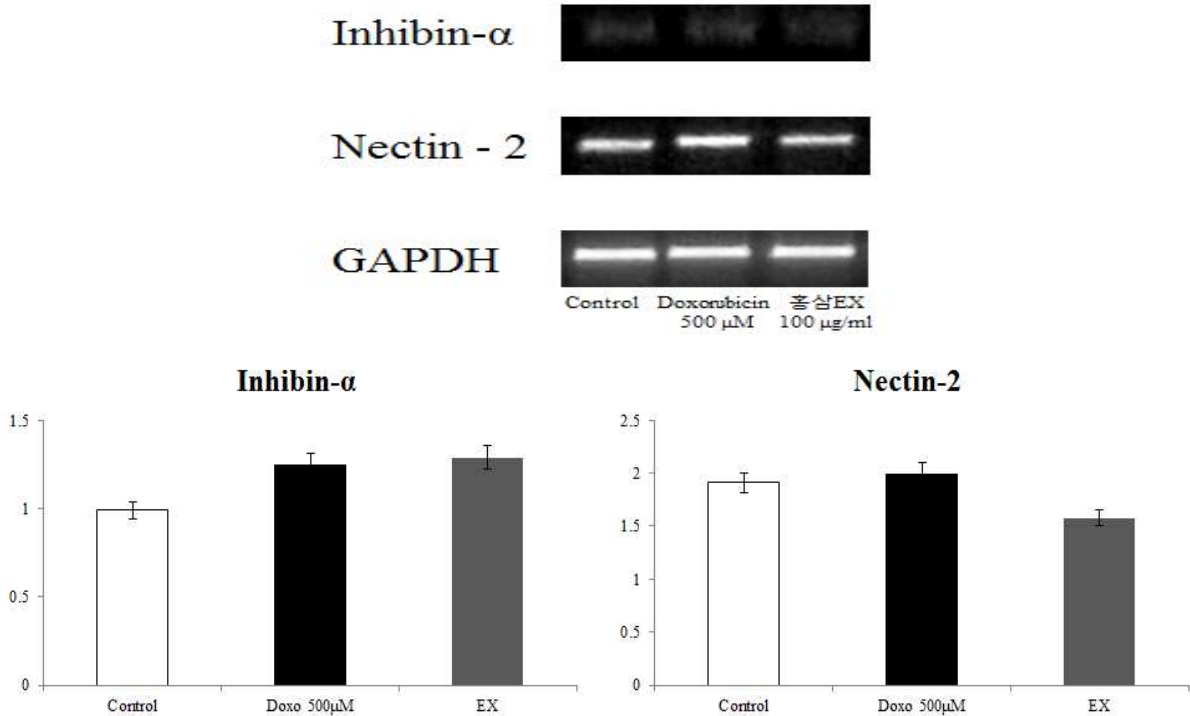 Inhibin-α
Nectin - 2
GAPDH
Control Doxorubicin 홍삼EX
500 μM 100 μg/ml
Inhibin-α
1.5
1
0.5
0
Control Doxo 500μM EX
Nectin-2
2.5
2
1.5
1
0.5
0
Control Doxo 500μM EX